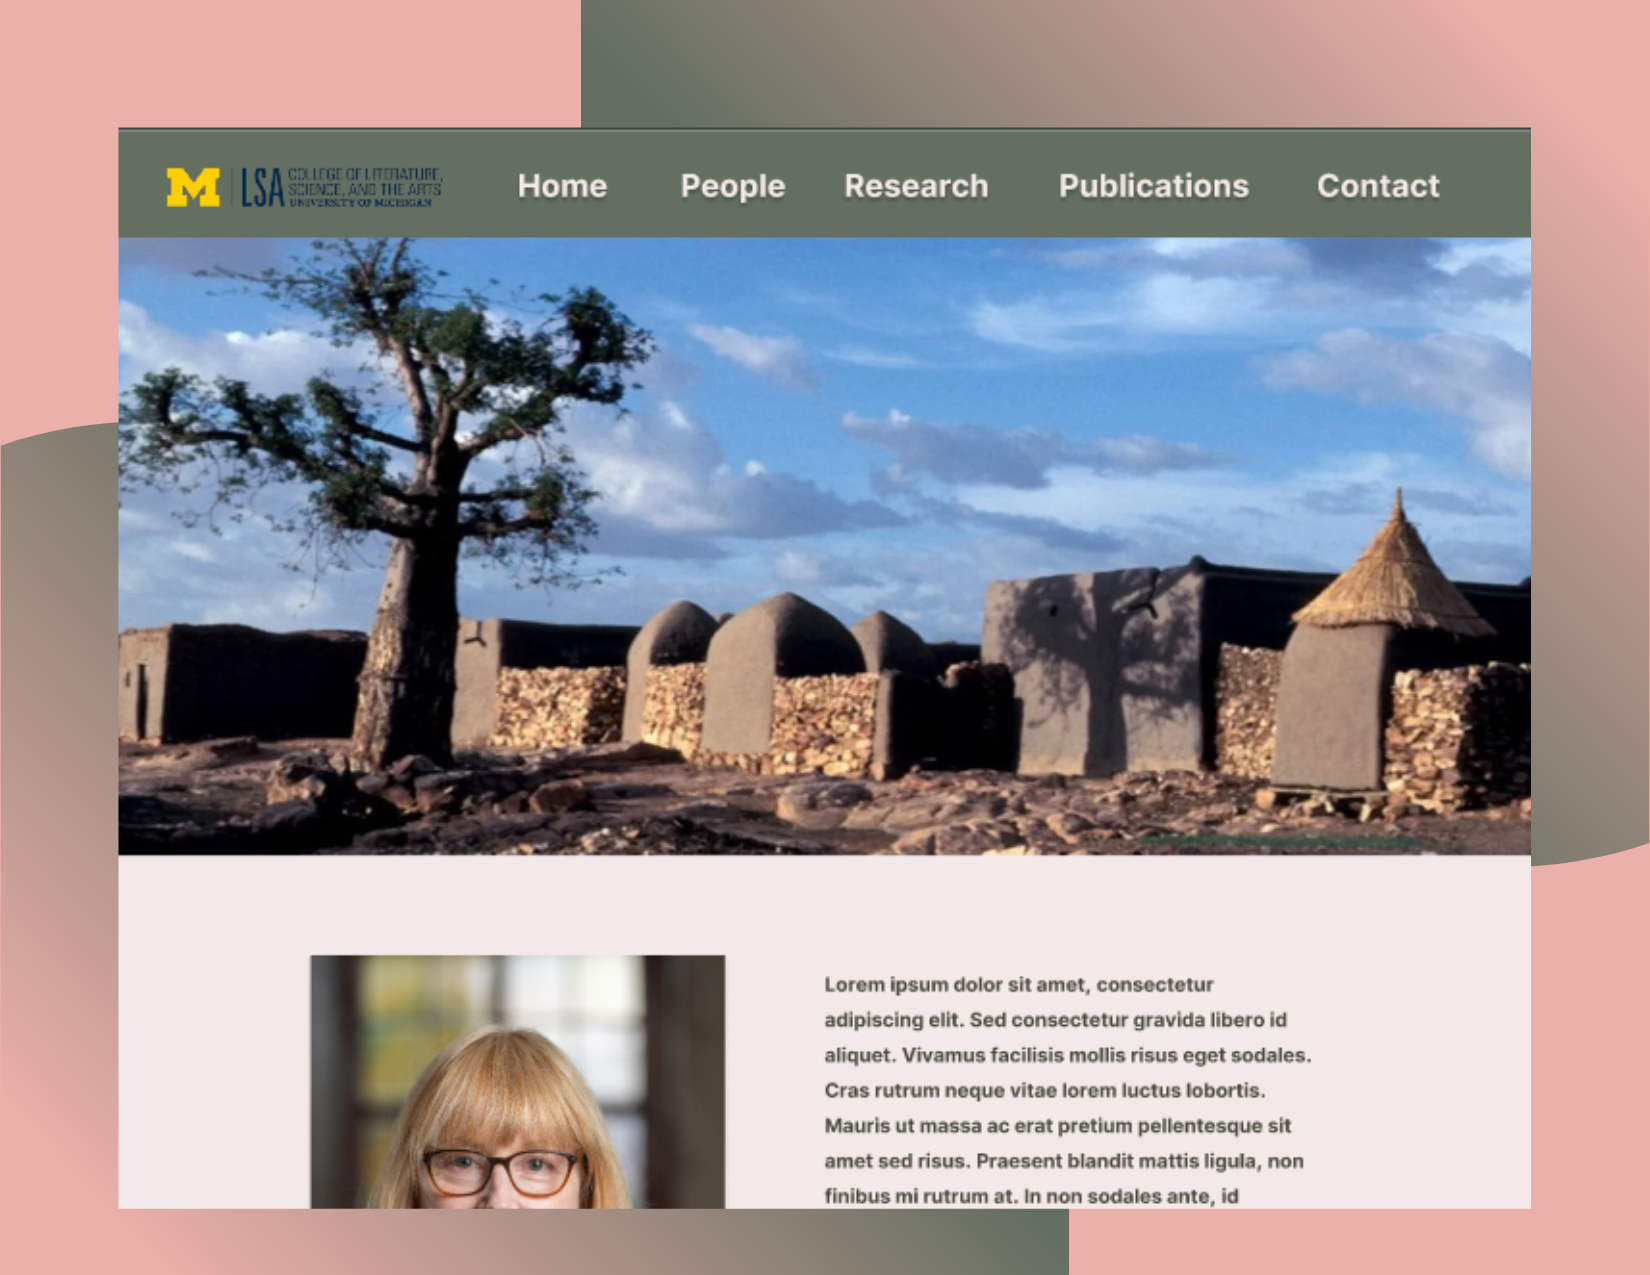 M
LSA
COLLEGE OF LITERATURE,
SCIENCE, AND THE ARTS
UNIVERSITY OF MICHIGAN
Home People Research Publications Contact
Lorem ipsum dolor sit amet, consectetur
adipiscing elit. Sed consectetur gravida libero id
aliquet. Vivamus facilisis mollis risus eget sodales.
Cras rutrum neque vitae lorem luctus lobortis.
Mauris ut massa ac erat pretium pellentesque sit
amet sed risus. Praesent blandit mattis ligula, non
finibus mi rutrum at. In non sodales ante, id